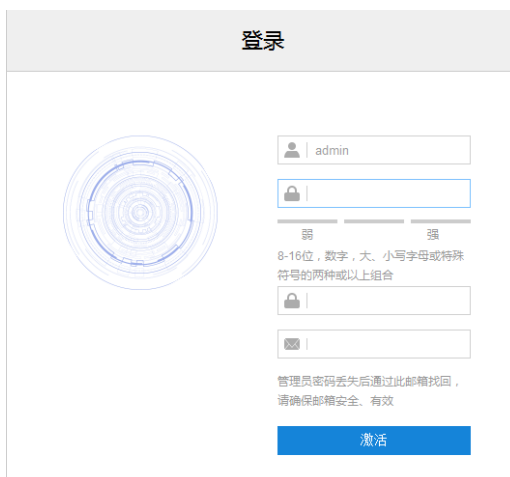 登录
admin
弱 强
8-16位，数字，大、小写字母或特殊
符号的两种或以上组合
管理员密码丢失后通过此邮箱找回，
请确保邮箱安全、有效
激活